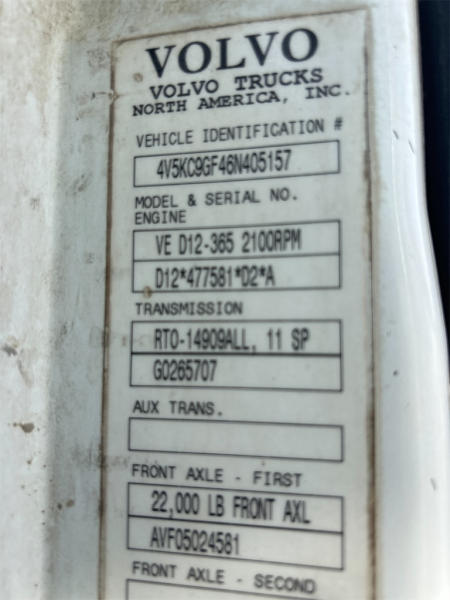 VOLVO
VOLVO TRUCKS
NORTH AMERICA, INC.
VEHICLE IDENTIFICATION #
4V5KC9GF46N405157
MODEL & SERIAL NO.
ENGINE
VE D12-365 2100RPM
D12*477581*D2*A
TRANSMISSION
RTO-14909ALL, 11 SP
G0265707
AUX TRANS.
FRONT AXLE - FIRST
22,000 LB FRONT AXL
AVF05024581
FRONT AXLE - SECOND